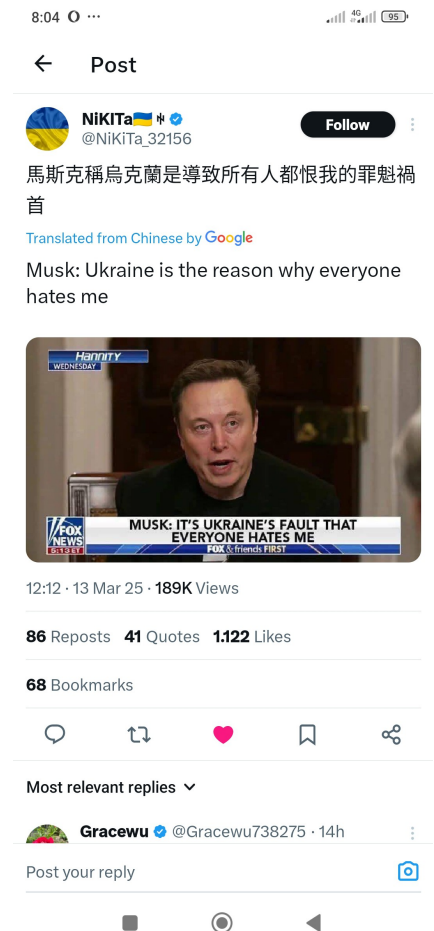 8:04
4G
95
Post
NiKITa🇺🇦
Follow
@NiKiTa_32156
馬斯克稱烏克蘭是導致所有人都恨我的罪魁禍
首
Translated from Chinese by Google
Musk: Ukraine is the reason why everyone
hates me
HANNITY
WEDNESDAY
FOX
NEWS
5:13 ET
MUSK: IT'S UKRAINE'S FAULT THAT
EVERYONE HATES ME
FOX & friends FIRST
12:12 · 13 Mar 25 · 189K Views
86 Reposts 41 Quotes 1.122 Likes
68 Bookmarks
Most relevant replies
Gracewu @Gracewu738275 · 14h
Post your reply